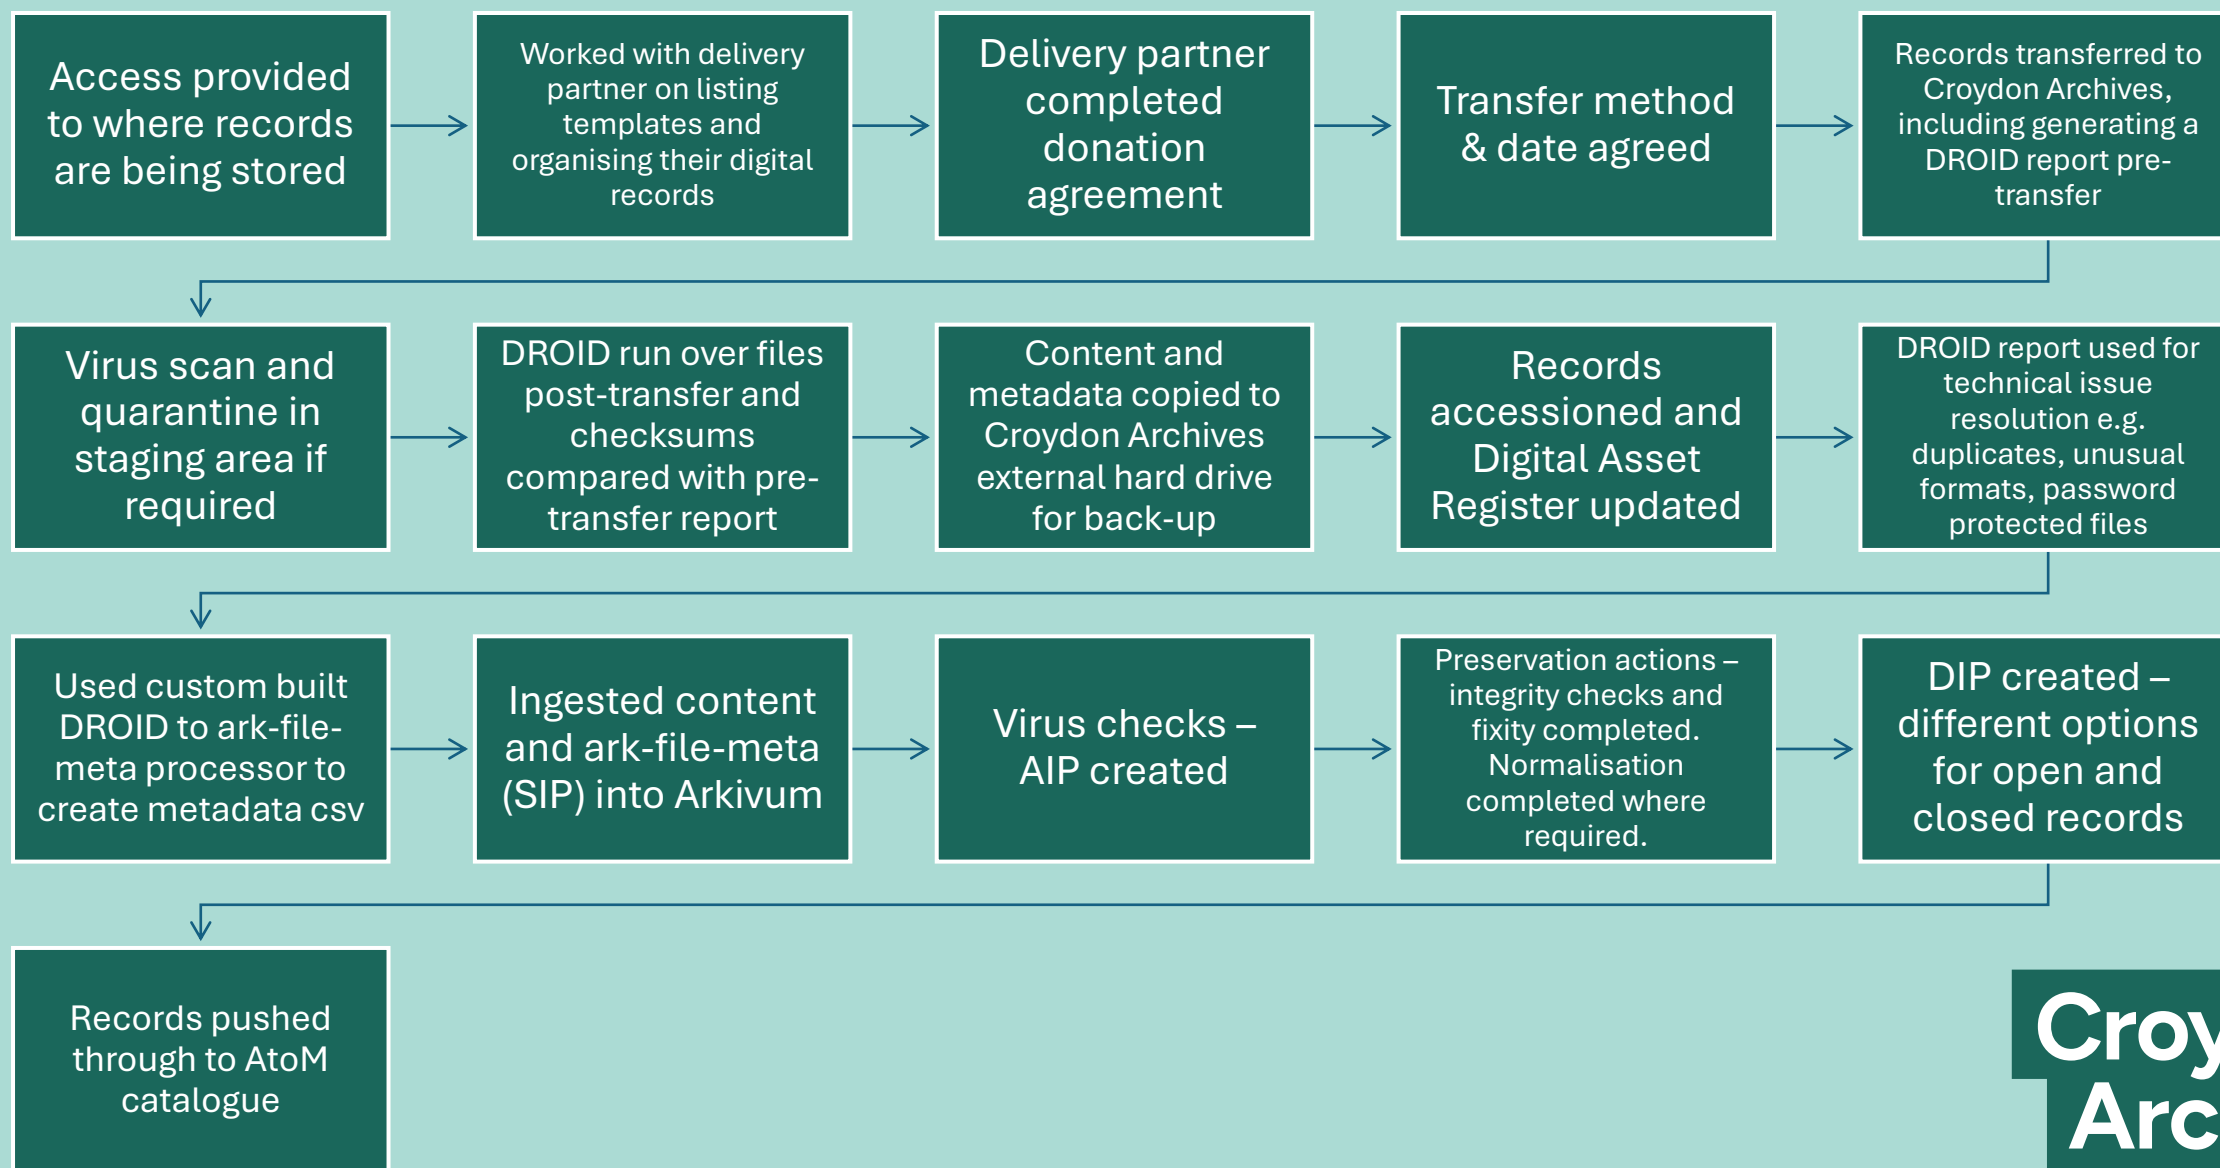 Access provided
to where records
are being stored
Worked with delivery
partner on listing
templates and
organising their digital
records
Delivery partner
completed
donation
agreement
Transfer method
& date agreed
Records transferred to
Croydon Archives,
including generating a
DROID report pre-
transfer
Virus scan and
quarantine in
staging area if
required
DROID run over files
post-transfer and
checksums
compared with pre-
transfer report
Content and
metadata copied to
Croydon Archives
external hard drive
for back-up
Records
accessioned and
Digital Asset
Register updated
DROID report used for
technical issue
resolution e.g.
duplicates, unusual
formats, password
protected files
Used custom built
DROID to ark-file-
meta processor to
create metadata csv
Ingested content
and ark-file-meta
(SIP) into Arkivum
Virus checks –
AIP created
Preservation actions –
integrity checks and
fixity completed.
Normalisation
completed where
required.
DIP created –
different options
for open and
closed records
Records pushed
through to AtoM
catalogue
Croy
Arc